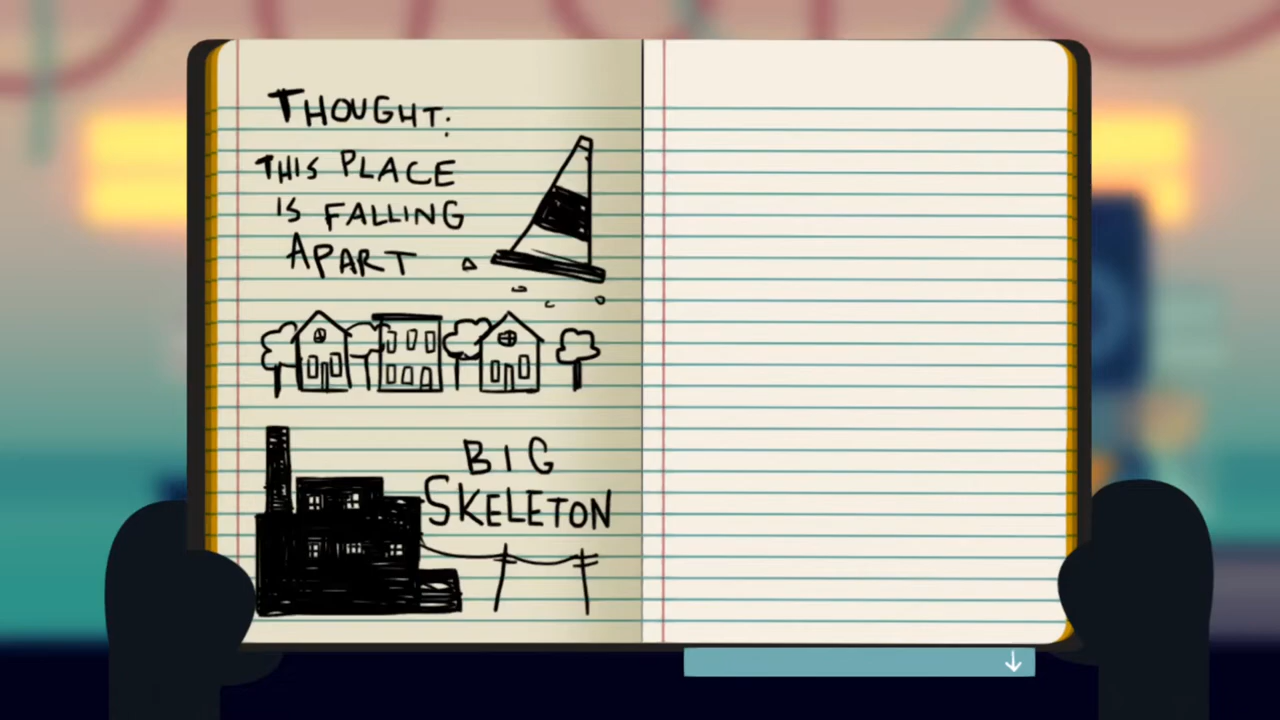 THOUGHT:
THIS PLACE
IS FALLING
APART
BIG
SKELETON